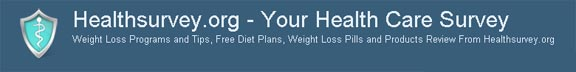 Healthsurvey.org - Your Health Care Survey
Weight Loss Programs and Tips, Free Diet Plans, Weight Loss Pills and Products Review From Healthsurvey.org